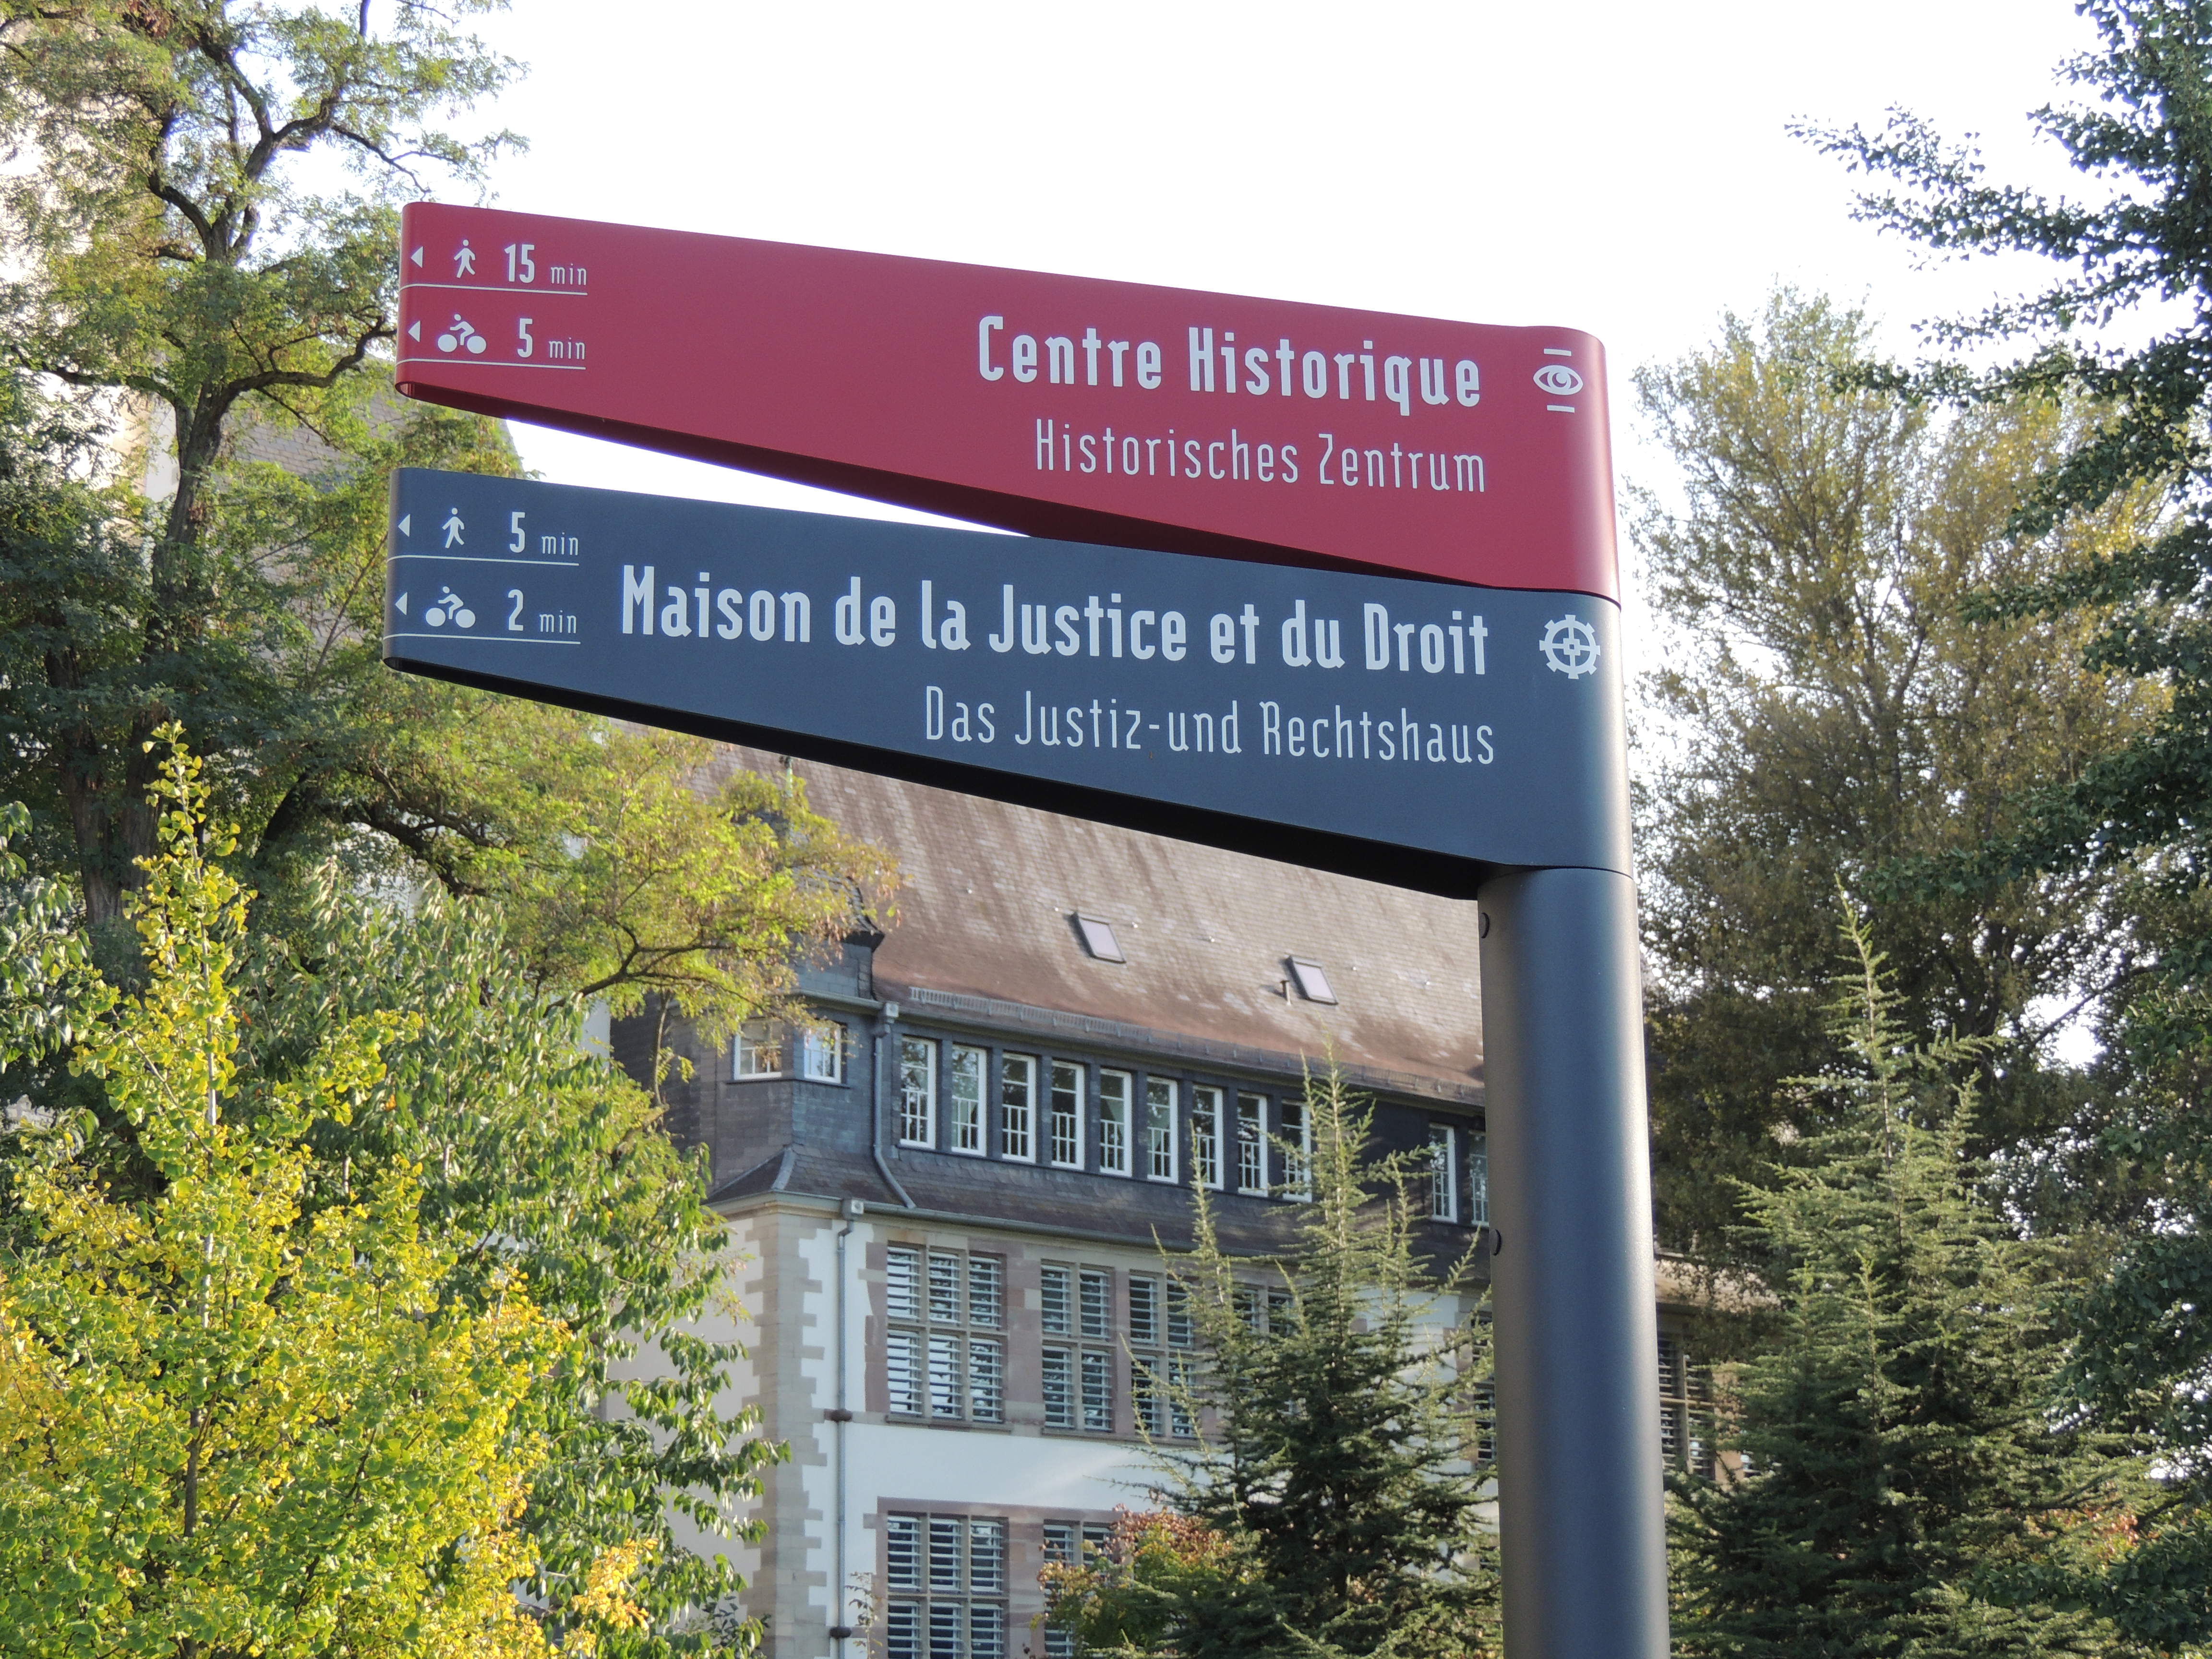 15 min
5 min
Centre Historique
Historisches Zentrum
5 min
2 min
Maison de la Justice et du Droit
Das Justiz-und Rechtshaus